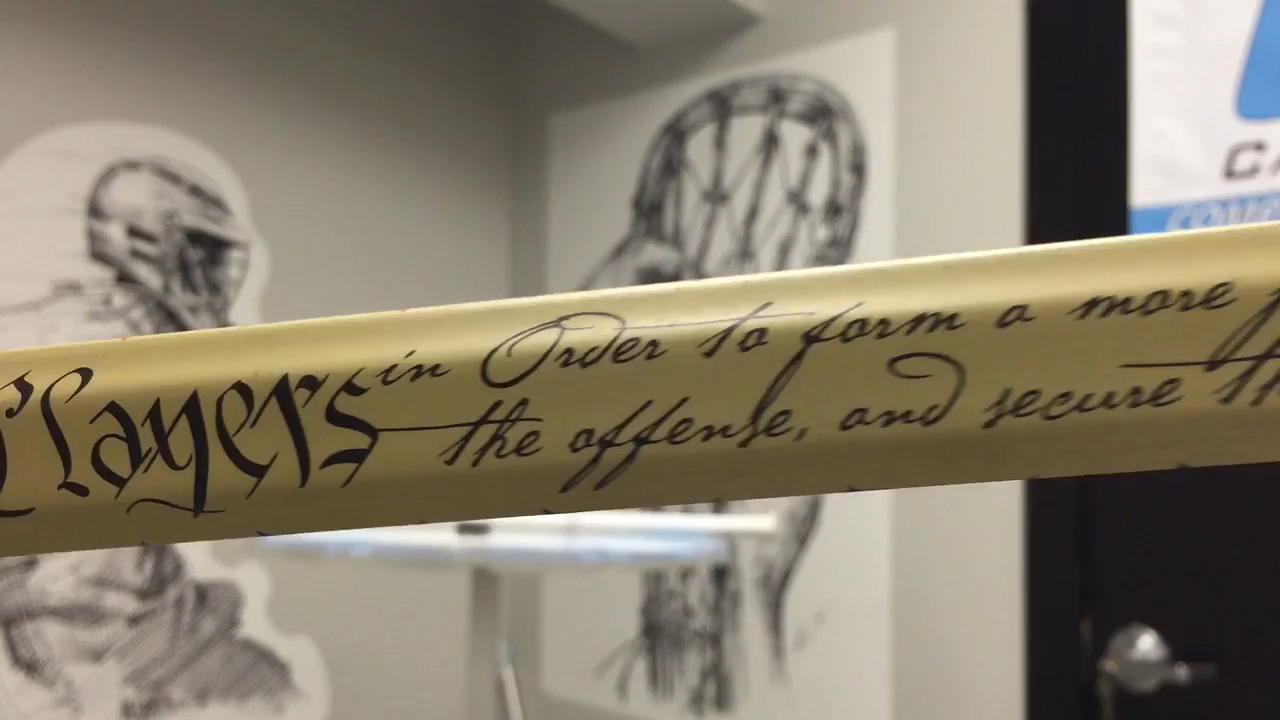 Players
in Order to form a more
the offense, and secure